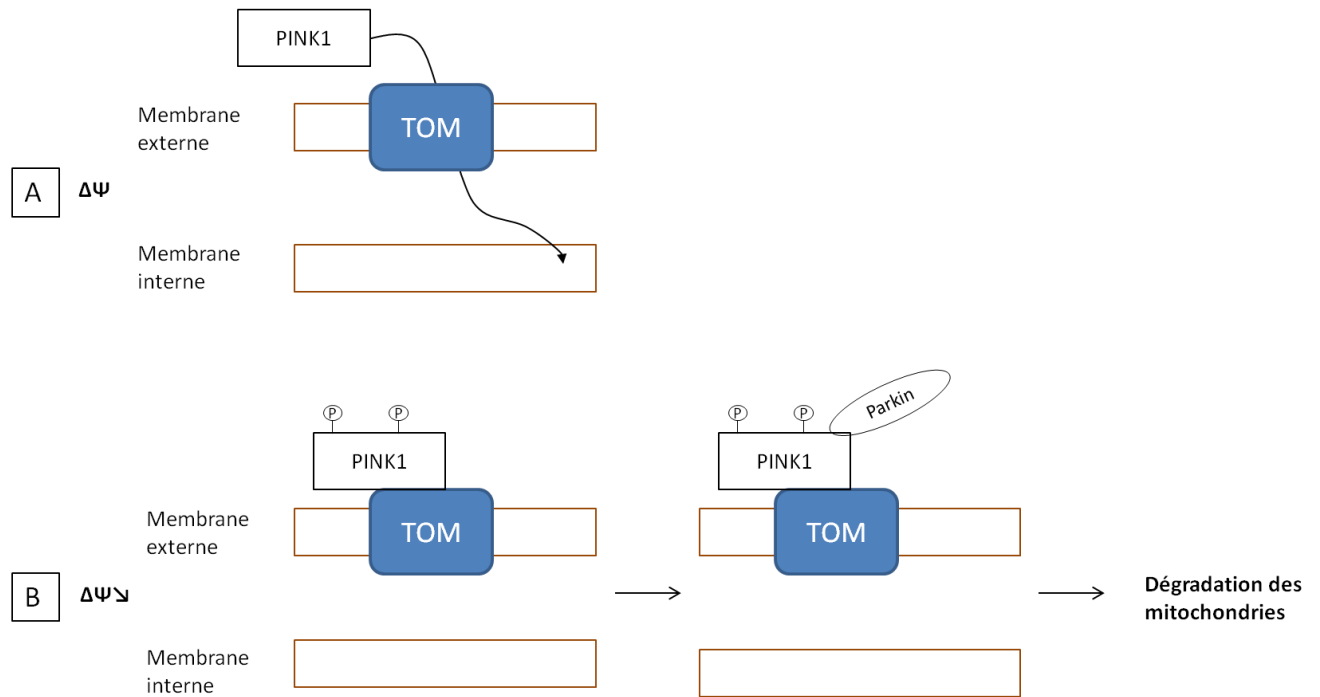 PINK1
Membrane
externe
TOM
A
ΔΨ
Membrane
interne
P
P
Parkin
P
P
PINK1
PINK1
Membrane
externe
TOM
TOM
B
ΔΨ↘
Dégradation des
mitochondries
Membrane
interne